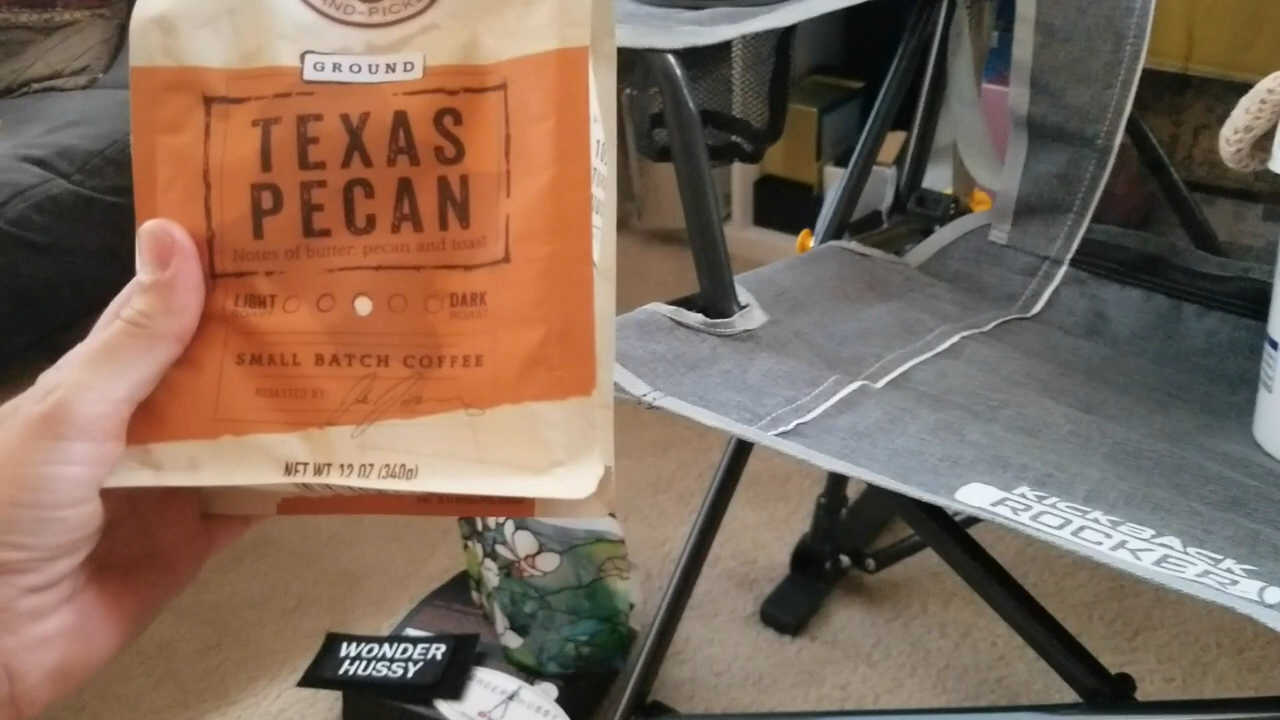 GROUND
TEXAS
PECAN
Notes of butter, pecan and toast
LIGHT
ROAST
DARK
ROAST
SMALL BATCH COFFEE
ROASTED BY:
NET WT 12 OZ (340g)
WONDER
HUSSY
KICKBACK
ROCKER